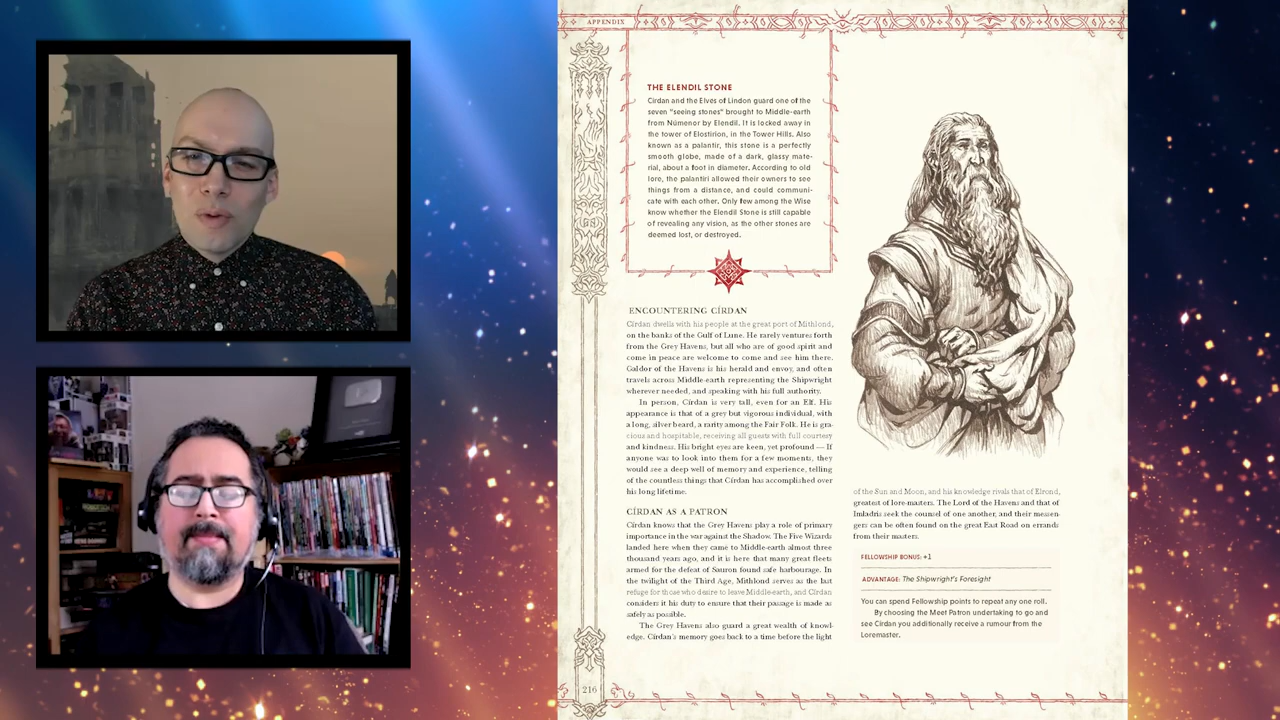 APPENDIX
THE ELENDIL STONE
Círdan and the Elves of Lindon guard one of the
seven "seeing stones" brought to Middle-earth
from Númenor by Elendil. It is locked away in
the tower of Elostirion, in the Tower Hills. Also
known as a palantír, this stone is a perfectly
smooth globe, made of a dark, glassy mate-
rial, about a foot in diameter. According to old
lore, the palantíri allowed their owners to see
things from a distance, and could communi-
cate with each other. Only few among the Wise
know whether the Elendil Stone is still capable
of revealing any vision, as the other stones are
deemed lost, or destroyed.
ENCOUNTERING CÍRDAN
Círdan dwells with his people at the great port of Mithlond,
on the banks of the Gulf of Lune. He rarely ventures forth
from the Grey Havens, but all who are of good spirit and
come in peace are welcome to come and see him there.
Galdor of the Havens is his herald and envoy, and often
travels across Middle-earth representing the Shipwright
wherever needed, and speaking with his full authority.
In person, Círdan is very tall, even for an Elf. His
appearance is that of a grey but vigorous individual, with
a long, silver beard, a rarity among the Fair Folk. He is gra-
cious and hospitable, receiving all guests with full courtesy
and kindness. His bright eyes are keen, yet profound — If
anyone was to look into them for a few moments, they
would see a deep well of memory and experience, telling
of the countless things that Círdan has accomplished over
his long lifetime.
CÍRDAN AS A PATRON
Círdan knows that the Grey Havens play a role of primary
importance in the war against the Shadow. The Five Wizards
landed here when they came to Middle-earth almost three
thousand years ago, and it is here that many great fleets
armed for the defeat of Sauron found safe harbourage. In
the twilight of the Third Age, Mithlond serves as the last
refuge for those who desire to leave Middle-earth, and Círdan
considers it his duty to ensure that their passage is made as
safely as possible.
The Grey Havens also guard a great wealth of knowl-
edge. Círdan's memory goes back to a time before the light
of the Sun and Moon, and his knowledge rivals that of Elrond,
greatest of lore-masters. The Lord of the Havens and that of
Imladris seek the counsel of one another, and their messen-
gers can be often found on the great East Road on errands
from their masters.
FELLOWSHIP BONUS: +1
ADVANTAGE: The Shipwright's Foresight
You can spend Fellowship points to repeat any one roll.
By choosing the Meet Patron undertaking to go and
see Círdan you additionally receive a rumour from the
Loremaster.
216